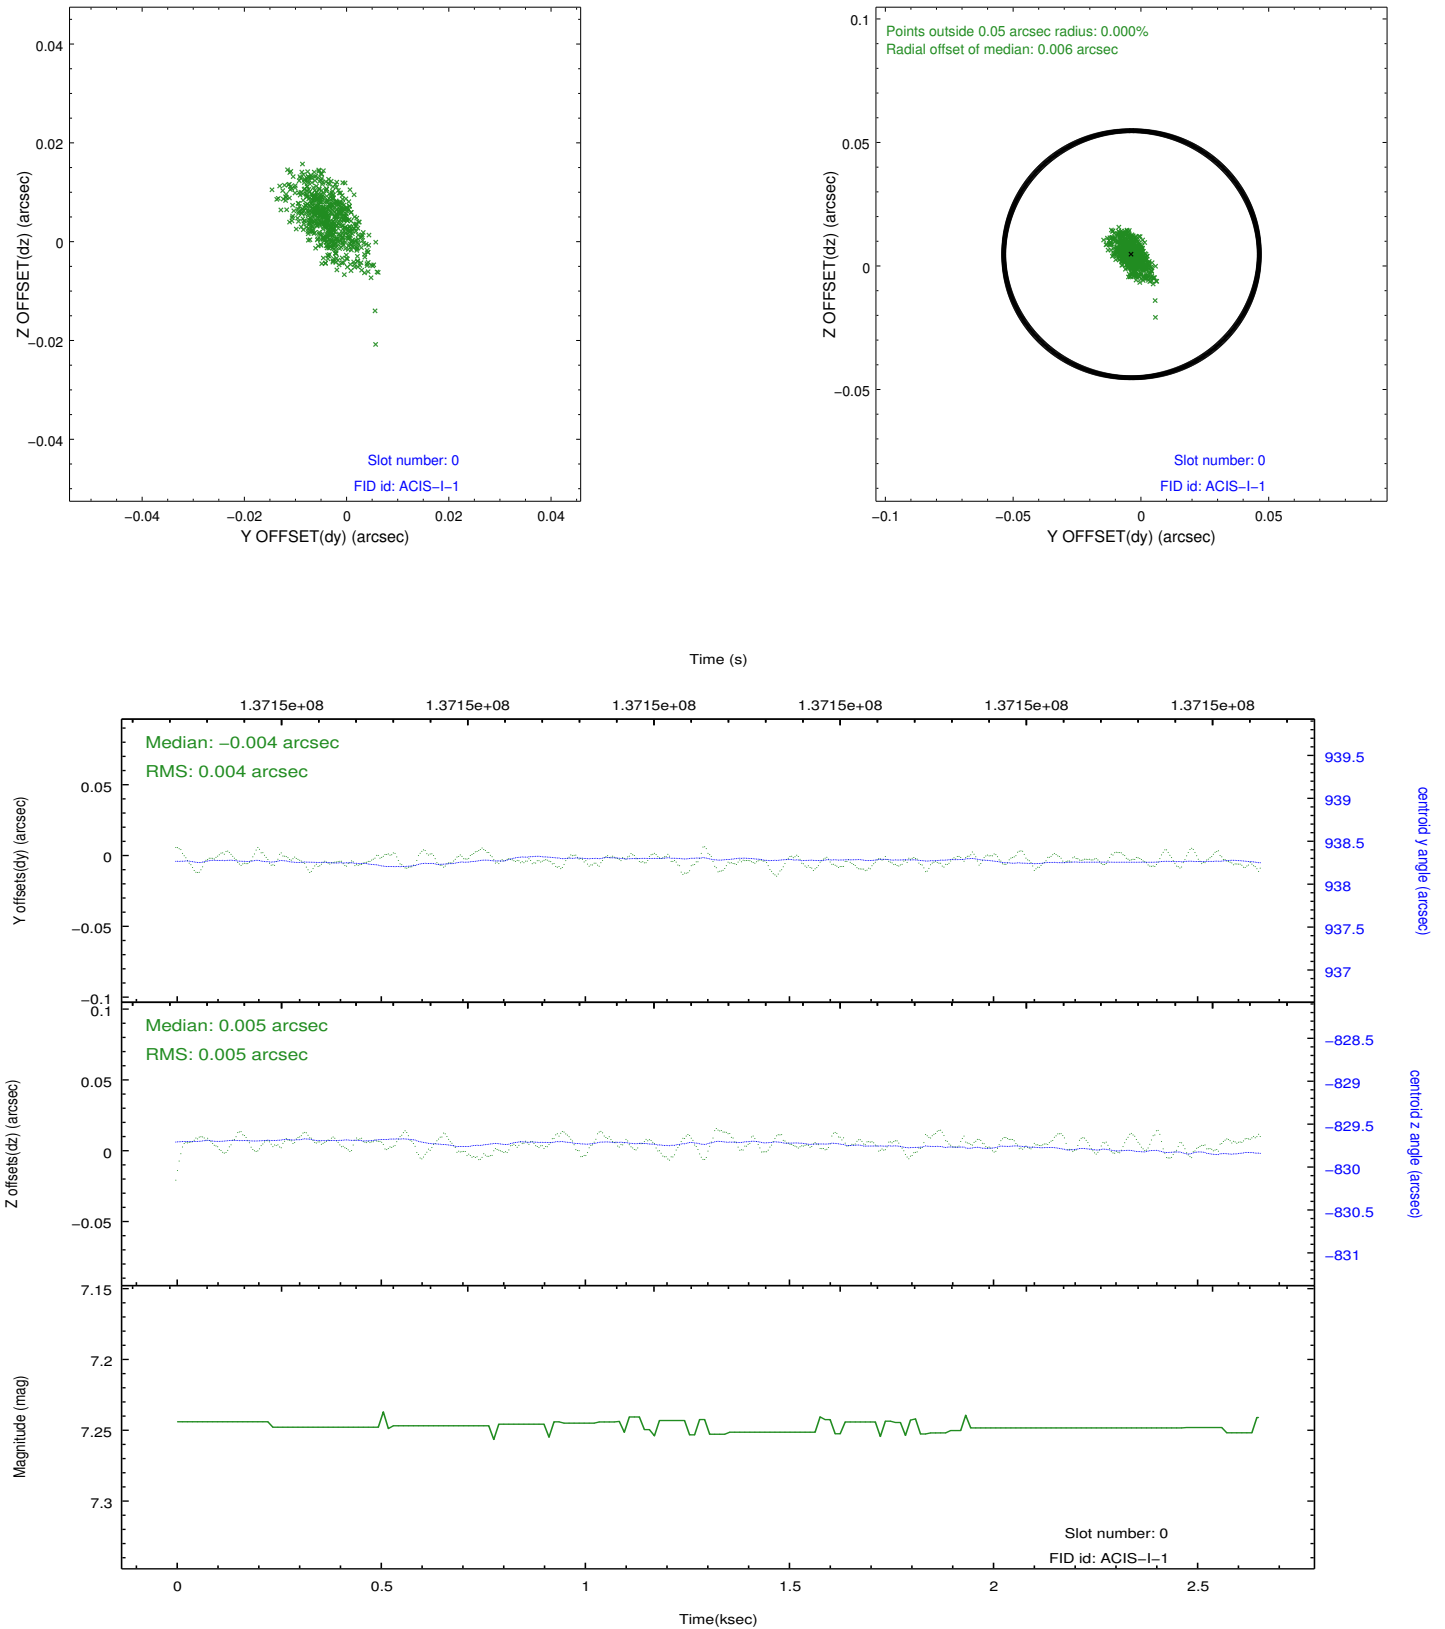 0.04
0.02
0
−0.02
−0.04
Z OFFSET(dz) (arcsec)
Slot number: 0
FID id: ACIS−I−1
−0.04
−0.02
0
0.02
0.04
Y OFFSET(dy) (arcsec)
0.1
0.05
0
−0.05
Z OFFSET(dz) (arcsec)
Points outside 0.05 arcsec radius: 0.000%
Radial offset of median: 0.006 arcsec
Slot number: 0
FID id: ACIS−I−1
−0.1
−0.05
0
0.05
Y OFFSET(dy) (arcsec)
Time (s)
1.3715e+08
1.3715e+08
1.3715e+08
1.3715e+08
1.3715e+08
1.3715e+08
Median: −0.004 arcsec
RMS: 0.004 arcsec
0.05
0
−0.05
−0.1
Y offsets(dy) (arcsec)
939.5
939
938.5
938
937.5
937
centroid y angle (arcsec)
Median: 0.005 arcsec
RMS: 0.005 arcsec
0.1
0.05
0
−0.05
Z offsets(dz) (arcsec)
−828.5
−829
−829.5
−830
−830.5
−831
centroid z angle (arcsec)
7.15
7.2
7.25
7.3
Magnitude (mag)
Slot number: 0
FID id: ACIS−I−1
0
0.5
1
1.5
2
2.5
Time(ksec)